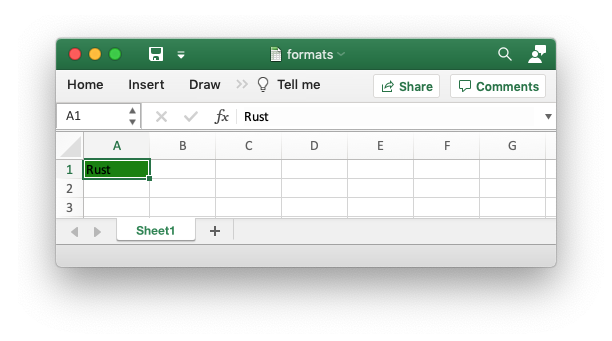 formats
Home Insert Draw Tell me Share Comments
A1 fx Rust
A B C D E F G
1 Rust
2
3
Sheet1 +